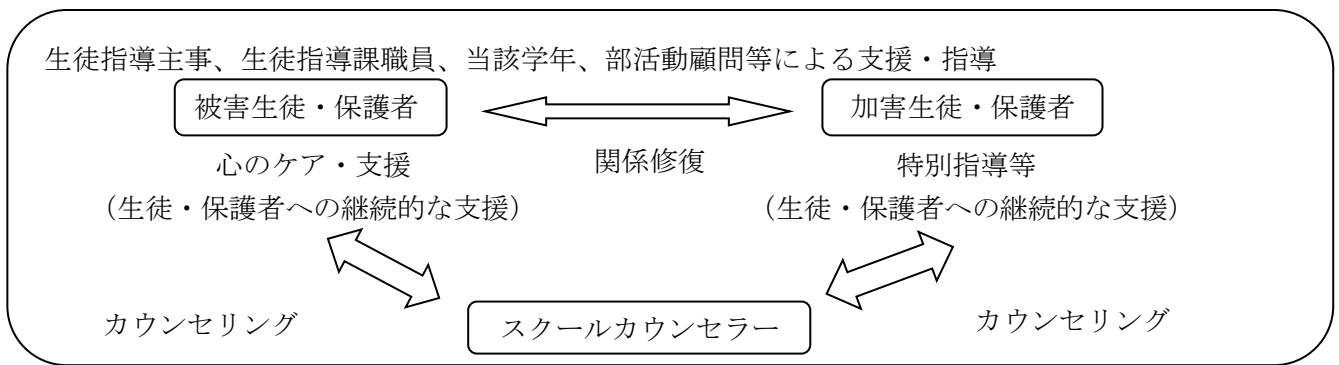 生徒指導主事、生徒指導課職員、当該学年、部活動顧問等による支援・指導
被害生徒・保護者
加害生徒・保護者
心のケア・支援
関係修復
特別指導等
（生徒・保護者への継続的な支援）
（生徒・保護者への継続的な支援）
カウンセリング
スクールカウンセラー
カウンセリング